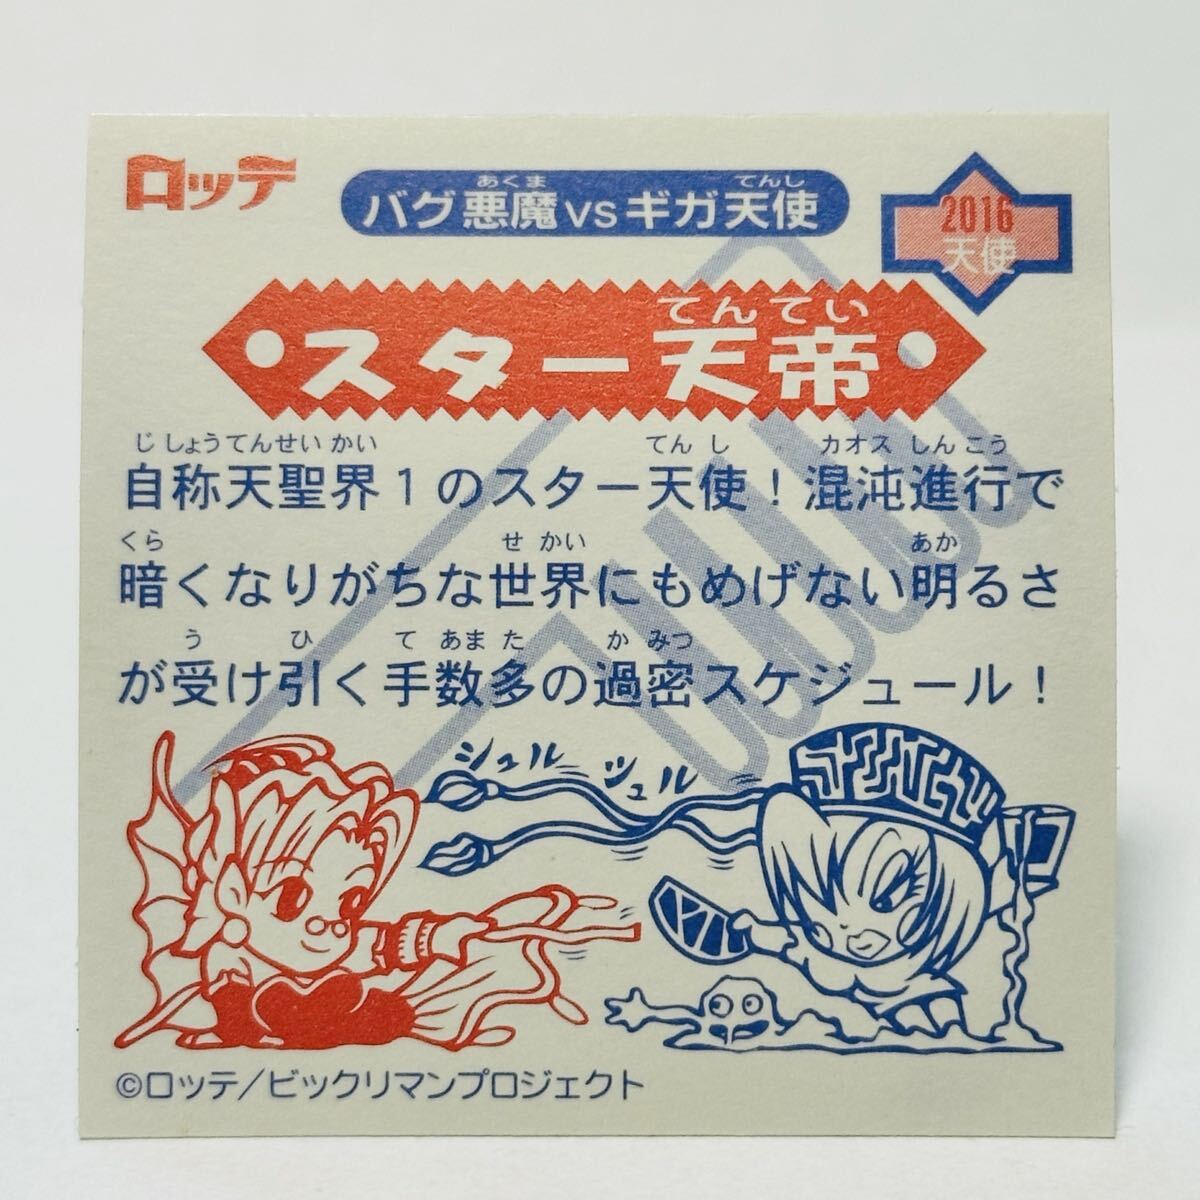 ロッテ
バグ悪魔vsギガ天使
あくま てんし
2016
天使
てんてい
スター天帝
じしょうてんせいかい てんし カオス しんこう
自称天聖界1のスター天使！混沌進行で
くら せかい あか
暗くなりがちな世界にもめげない明るさ
う ひ て あまた かみつ
が受け引く手数多の過密スケジュール！
シュル ツュル
©ロッテ/ビックリマンプロジェクト